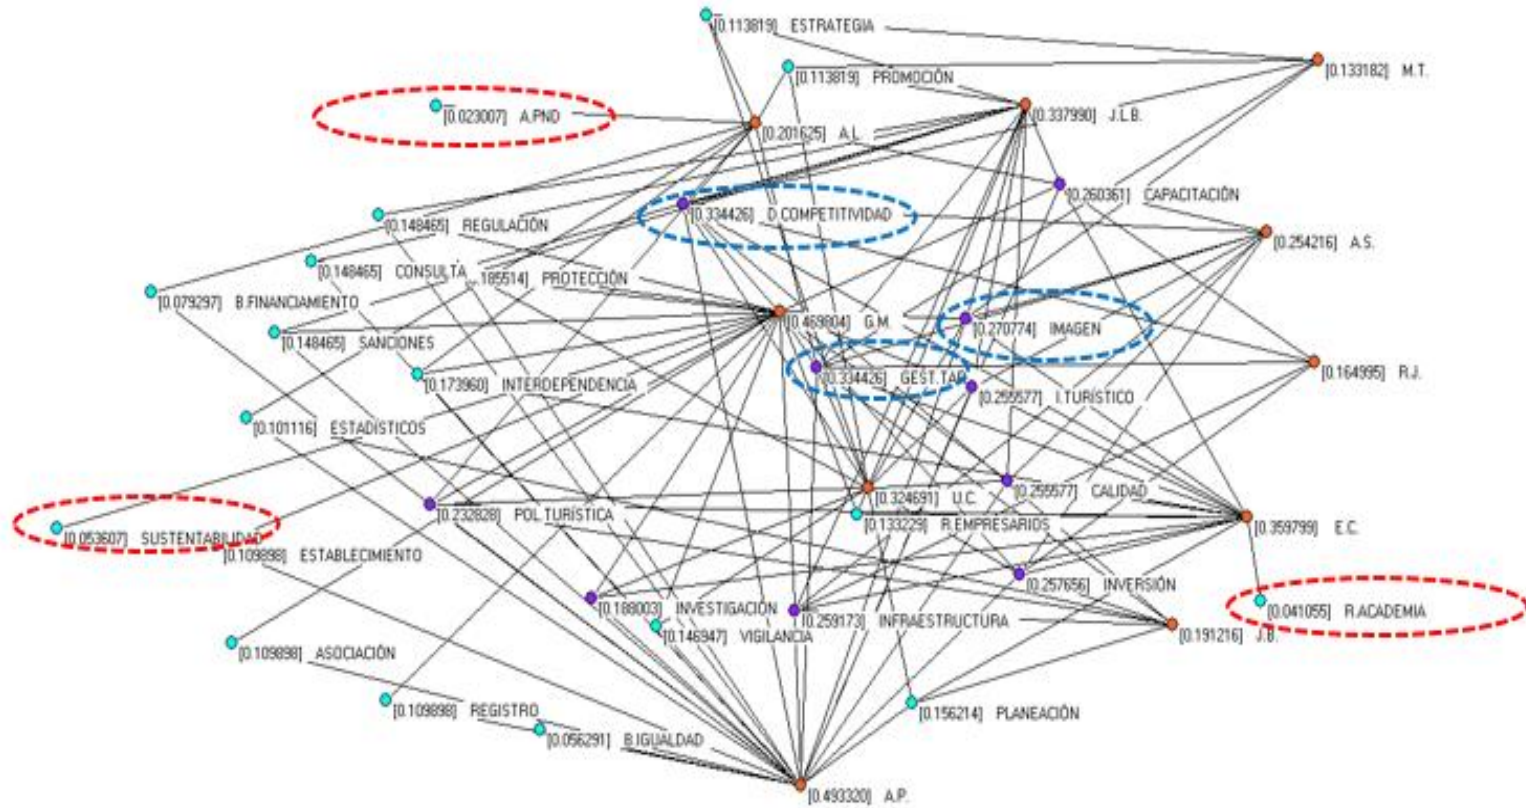 [0.113819] ESTRATEGIA
[0.133182] M.T.
[0.113819] PROMOCIÓN
[0.023007] A.PND
[0.337990] J.L.B.
[0.201625] A.L.
[0.260361] CAPACITACIÓN
[0.334426] D.COMPETITIVIDAD
[0.148465] REGULACIÓN
[0.254216] A.S.
[0.148465] CONSULTA
.185514] PROTECCIÓN
[0.079297] B.FINANCIAMIENTO
[0.469804] G.M.
[0.270774] IMAGEN
[0.148465] SANCIONES
[0.164995] R.J.
[0.173960] INTERDEPENDENCIA
[0.334426] GEST.TAR
[0.255577] I.TURÍSTICO
[0.101116] ESTADÍSTICOS
[0.324691] U.C.
[0.255577] CALIDAD
[0.232828] POL.TURÍSTICA
[0.133229] R.EMPRESARIOS
[0.359799] E.C.
[0.053607] SUSTENTABILIDAD
[0.109898] ESTABLECIMIENTO
[0.257656] INVERSIÓN
[0.188003] INVESTIGACIÓN
[0.259173] INFRAESTRUCTURA
[0.041055] R.ACADEMIA
[0.146947] VIGILANCIA
[0.191216] J.B.
[0.109898] ASOCIACIÓN
[0.109898] REGISTRO
[0.156214] PLANEACIÓN
[0.056291] B.IGUALDAD
[0.493320] A.P.